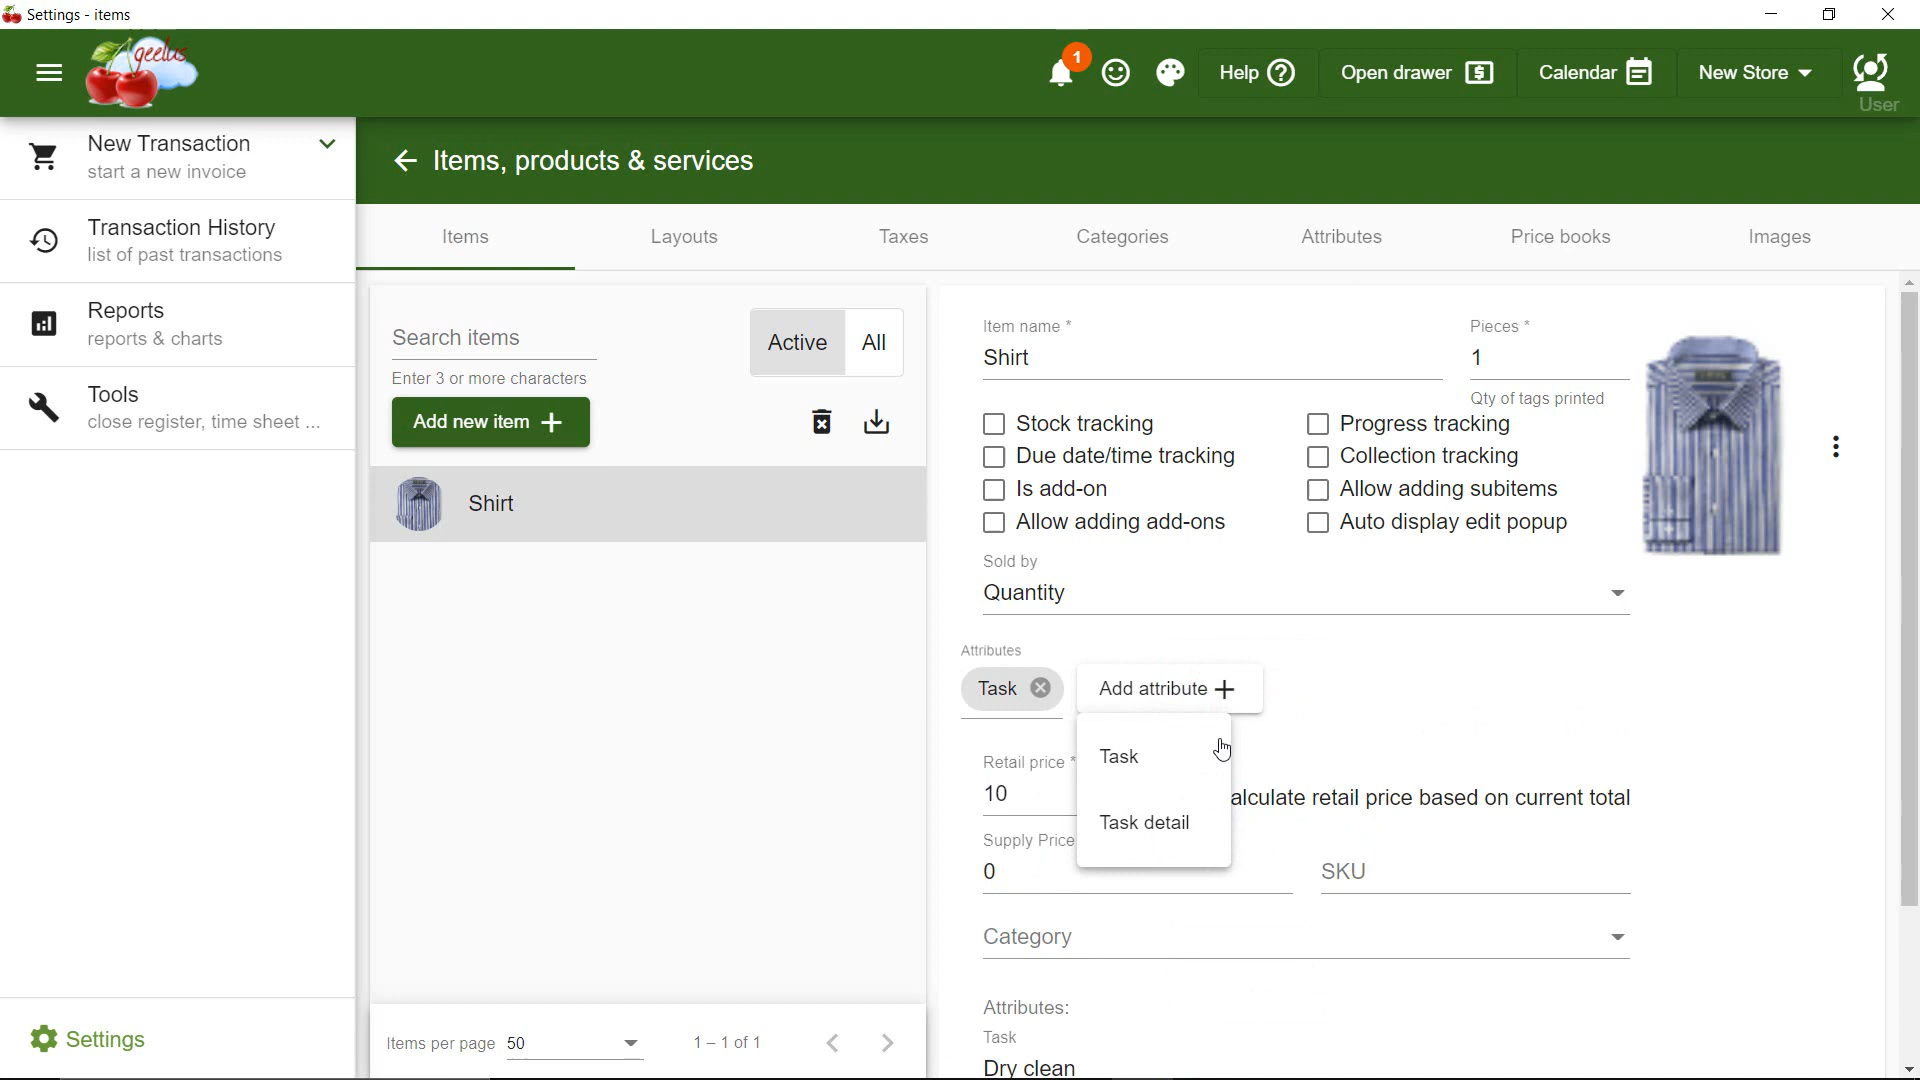 Settings - items
geelus
1
Help
Open drawer
Calendar
New Store
User
New Transaction
start a new invoice
Transaction History
list of past transactions
Reports
reports & charts
Tools
close register, time sheet ...
Settings
Items, products & services
Items
Layouts
Taxes
Categories
Attributes
Price books
Images
Search items
Enter 3 or more characters
Active
All
Add new item
Shirt
Items per page 50
1 – 1 of 1
Item name *
Shirt
Pieces *
1
Qty of tags printed
Stock tracking
Progress tracking
Due date/time tracking
Collection tracking
Is add-on
Allow adding subitems
Allow adding add-ons
Auto display edit popup
Sold by
Quantity
Attributes
Task
Add attribute
Task
Task detail
Retail price *
10
alculate retail price based on current total
Supply Price
0
SKU
Category
Attributes:
Task
Dry clean